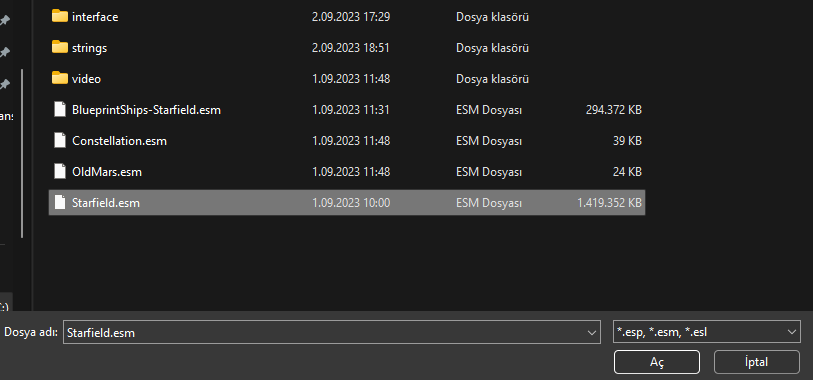 interface 2.09.2023 17:29 Dosya klasörü
strings 2.09.2023 18:51 Dosya klasörü
video 1.09.2023 11:48 Dosya klasörü
BlueprintShips-Starfield.esm 1.09.2023 11:31 ESM Dosyası 294.372 KB
Constellation.esm 1.09.2023 11:48 ESM Dosyası 39 KB
OldMars.esm 1.09.2023 11:48 ESM Dosyası 24 KB
Starfield.esm 1.09.2023 10:00 ESM Dosyası 1.419.352 KB
Dosya adı: Starfield.esm *.esp, *.esm, *.esl
Aç İptal